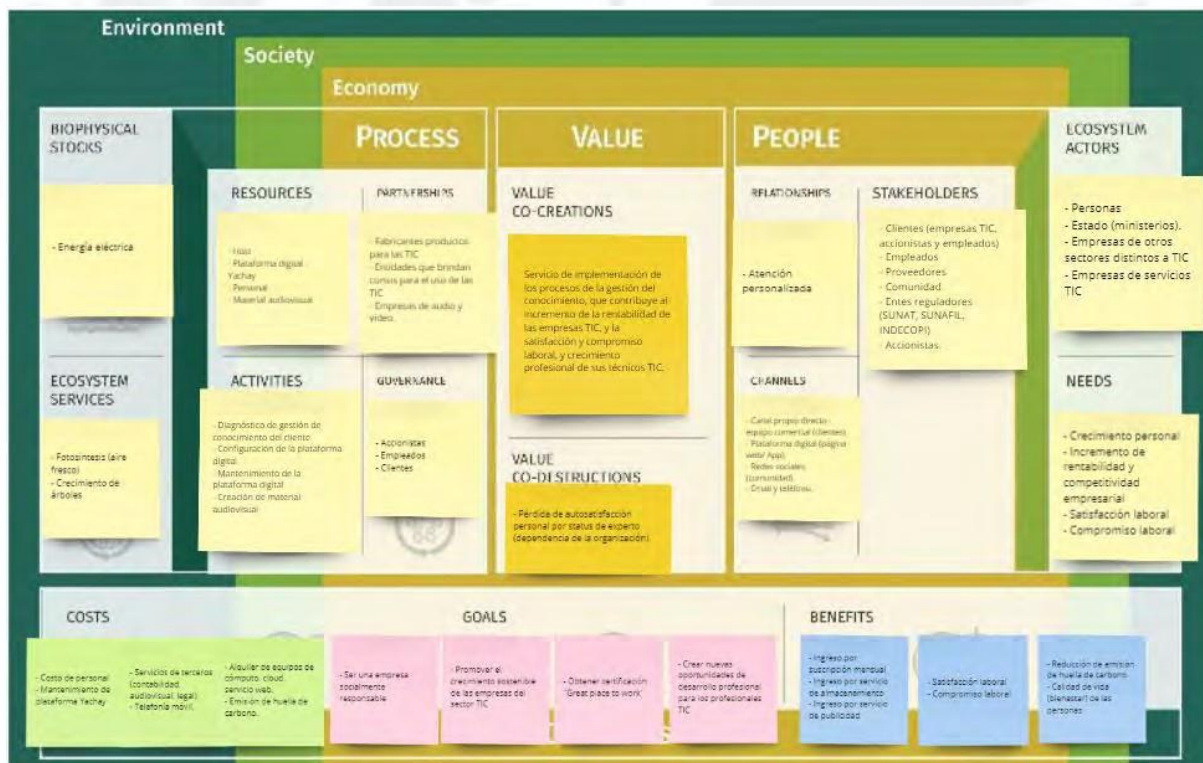 Environment
Society
Economy
BIOPHYSICAL
STOCKS
- Energía eléctrica
ECOSYSTEM
SERVICES
- Fotosíntesis (aire
fresco)
- Crecimiento de
árboles
PROCESS
RESOURCES
- Host
- Plataforma digital
Yachay
- Personal
- Material audiovisual
PARTNERSHIPS
- Fabricantes productos
para las TIC
- Entidades que brindan
cursos para el uso de las
TIC
- Empresas de audio y
video.
ACTIVITIES
- Diagnóstico de gestión de
conocimiento del cliente
- Configuración de la plataforma
digital
- Mantenimiento de la
plataforma digital
- Creación de material
audiovisual
GOVERNANCE
- Accionistas
- Empleados
- Clientes
VALUE
VALUE
CO-CREATIONS
Servicio de implementación de
los procesos de la gestión del
conocimiento, que contribuye al
incremento de la rentabilidad de
las empresas TIC, y la
satisfacción y compromiso
laboral, y crecimiento
profesional de sus técnicos TIC.
VALUE
CO-DESTRUCTIONS
- Pérdida de autosatisfacción
personal por status de experto
(dependencia de la organización).
PEOPLE
RELATIONSHIPS
- Atención
personalizada
STAKEHOLDERS
- Clientes (empresas TIC,
accionistas y empleados)
- Empleados
- Proveedores
- Comunidad
- Entes reguladores
(SUNAT, SUNAFIL,
INDECOPI)
- Accionistas.
CHANNELS
- Canal propio directo
equipo comercial (clientes)
- Plataforma digital (página
web/ App)
- Redes sociales
(comunidad)
- Email y teléfono.
ECOSYSTEM
ACTORS
- Personas
- Estado (ministerios).
- Empresas de otros
sectores distintos a TIC
- Empresas de servicios
TIC
NEEDS
- Crecimiento personal
- Incremento de
rentabilidad y
competitividad
empresarial
- Satisfacción laboral
- Compromiso laboral
COSTS
- Costo de personal
- Mantenimiento de
plataforma Yachay
- Servicios de terceros
(contabilidad,
audiovisual, legal)
- Telefonía móvil.
- Alquiler de equipos de
cómputo, cloud,
servicio web.
- Emisión de huella de
carbono.
GOALS
- Ser una empresa
socialmente
responsable
- Promover el
crecimiento sostenible
de las empresas del
sector TIC
- Obtener certificación
Great place to work
- Crear nuevas
oportunidades de
desarrollo profesional
para los profesionales
TIC
BENEFITS
- Ingreso por
suscripción mensual
- Ingreso por servicio
de almacenamiento
- Ingreso por servicio
de publicidad
- Satisfacción laboral
- Compromiso laboral
- Reducción de emisión
de huella de carbono
- Calidad de vida
(bienestar) de las
personas